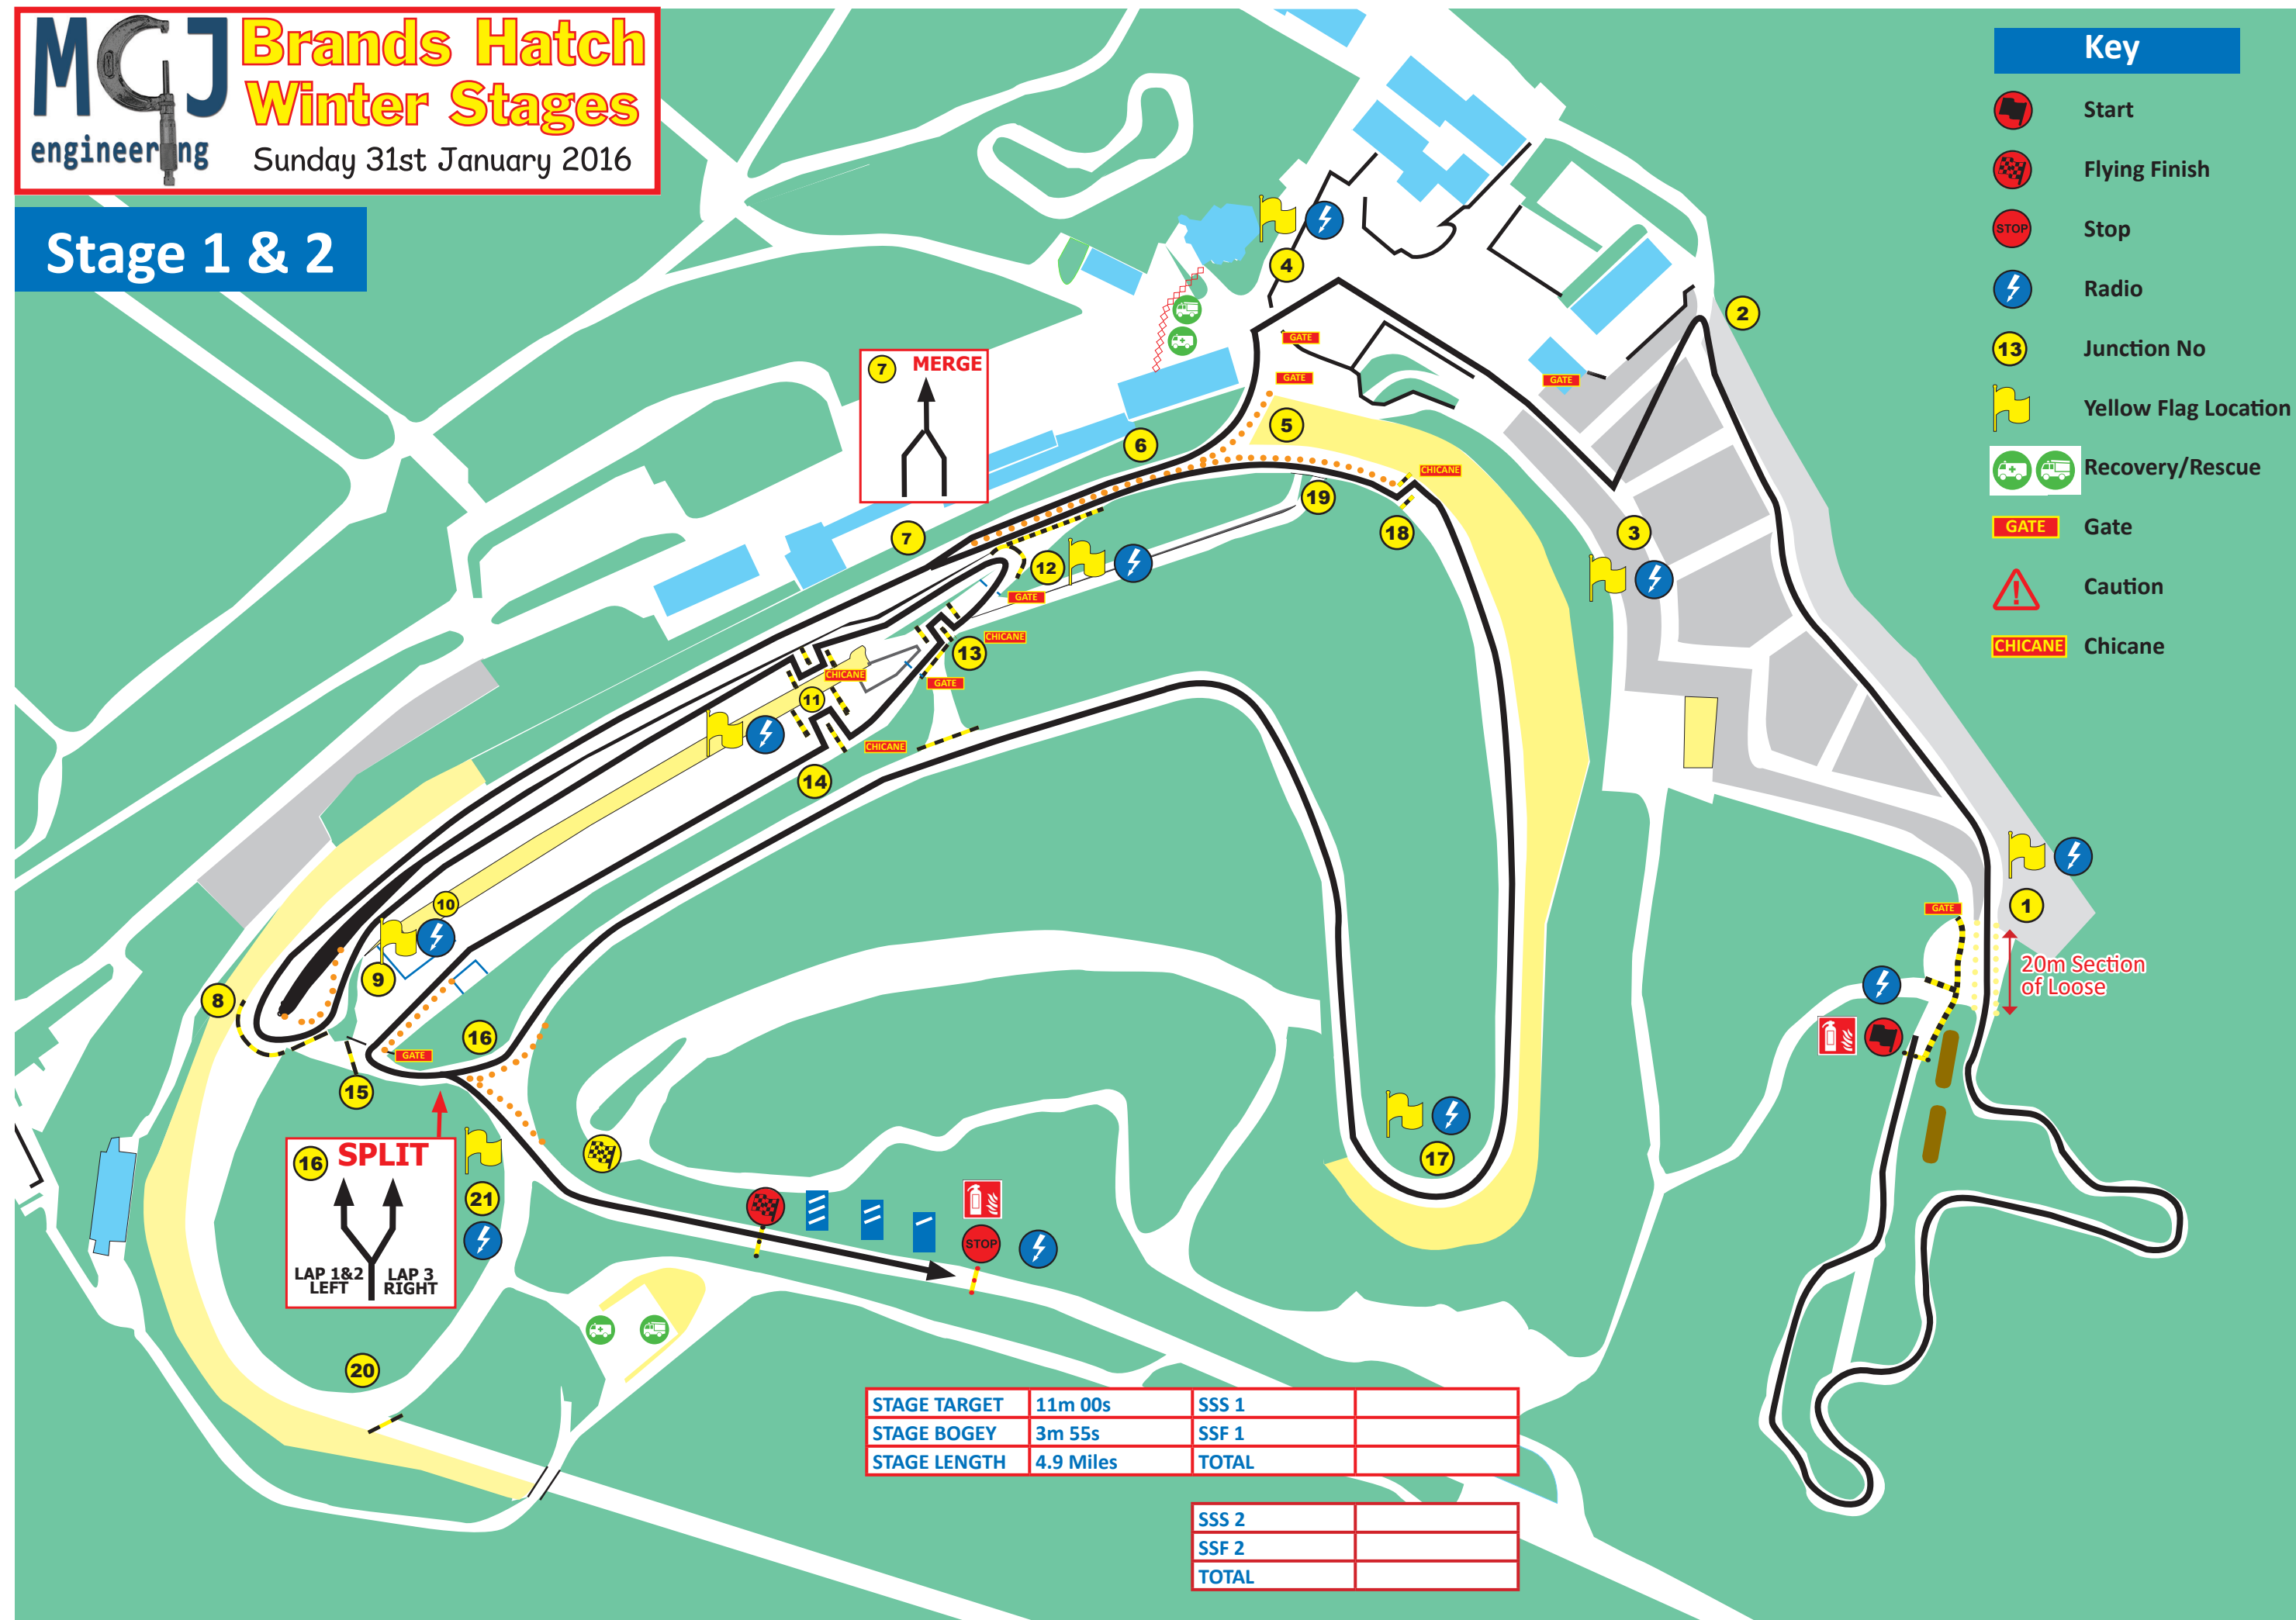 MCJ
engineering
Brands Hatch
Winter Stages
Sunday 31st January 2016
Stage 1 & 2
Key
Start
Flying Finish
STOP
Stop
Radio
13
Junction No
Yellow Flag Location
Recovery/Rescue
GATE
Gate
Caution
CHICANE
Chicane
4
2
GATE
GATE
GATE
7 MERGE
5
6
CHICANE
19
18
3
7
12
GATE
13
CHICANE
GATE
CHICANE
11
14
CHICANE
10
9
8
1
GATE
20m Section
of Loose
16
GATE
15
16 SPLIT
LAP 1&2
LEFT
LAP 3
RIGHT
21
17
STOP
20
STAGE TARGET 11m 00s SSS 1
STAGE BOGEY 3m 55s SSF 1
STAGE LENGTH 4.9 Miles TOTAL
SSS 2
SSF 2
TOTAL